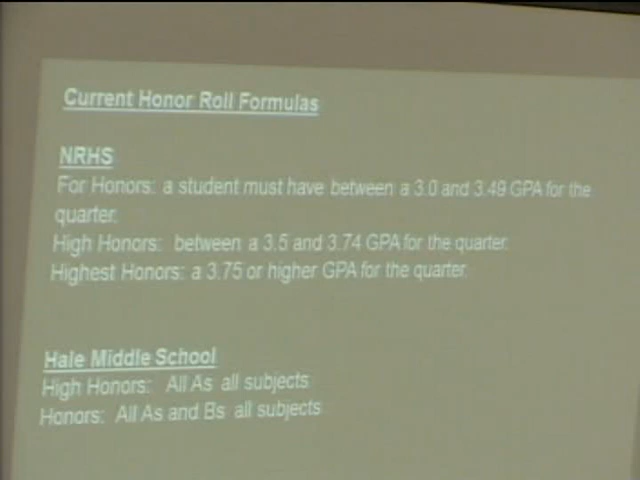 Current Honor Roll Formulas
NRHS
For Honors: a student must have between a 3.0 and 3.49 GPA for the
quarter.
High Honors: between a 3.5 and 3.74 GPA for the quarter.
Highest Honors: a 3.75 or higher GPA for the quarter.
Hale Middle School
High Honors: All As all subjects
Honors: All As and Bs all subjects